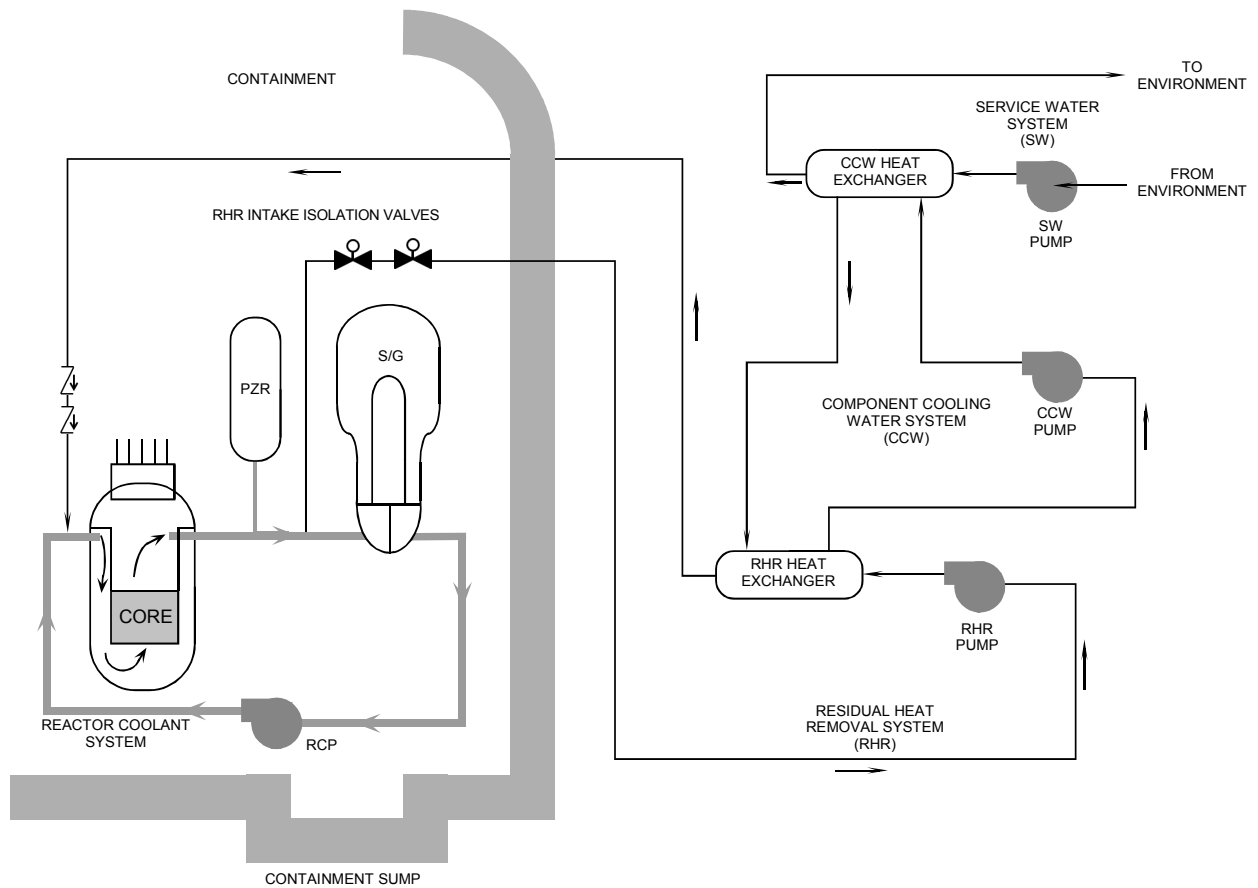 CONTAINMENT
TO
ENVIRONMENT
SERVICE WATER
SYSTEM
(SW)
CCW HEAT
EXCHANGER
FROM
ENVIRONMENT
SW
PUMP
RHR INTAKE ISOLATION VALVES
S/G
PZR
COMPONENT COOLING
WATER SYSTEM
(CCW)
CCW
PUMP
RHR HEAT
EXCHANGER
CORE
RHR
PUMP
REACTOR COOLANT
SYSTEM
RCP
RESIDUAL HEAT
REMOVAL SYSTEM
(RHR)
CONTAINMENT SUMP